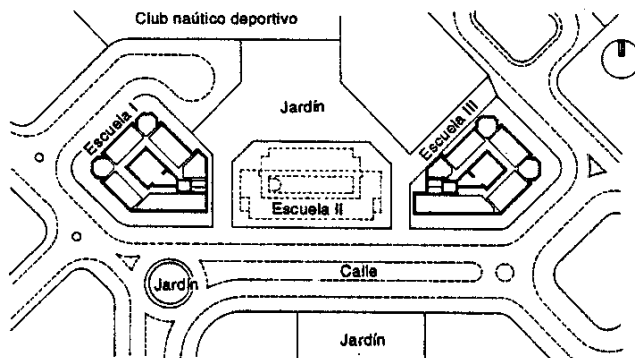 Club naútico deportivo
Jardín
Escuela I
Escuela III
Escuela II
Calle
Jardín
Jardín